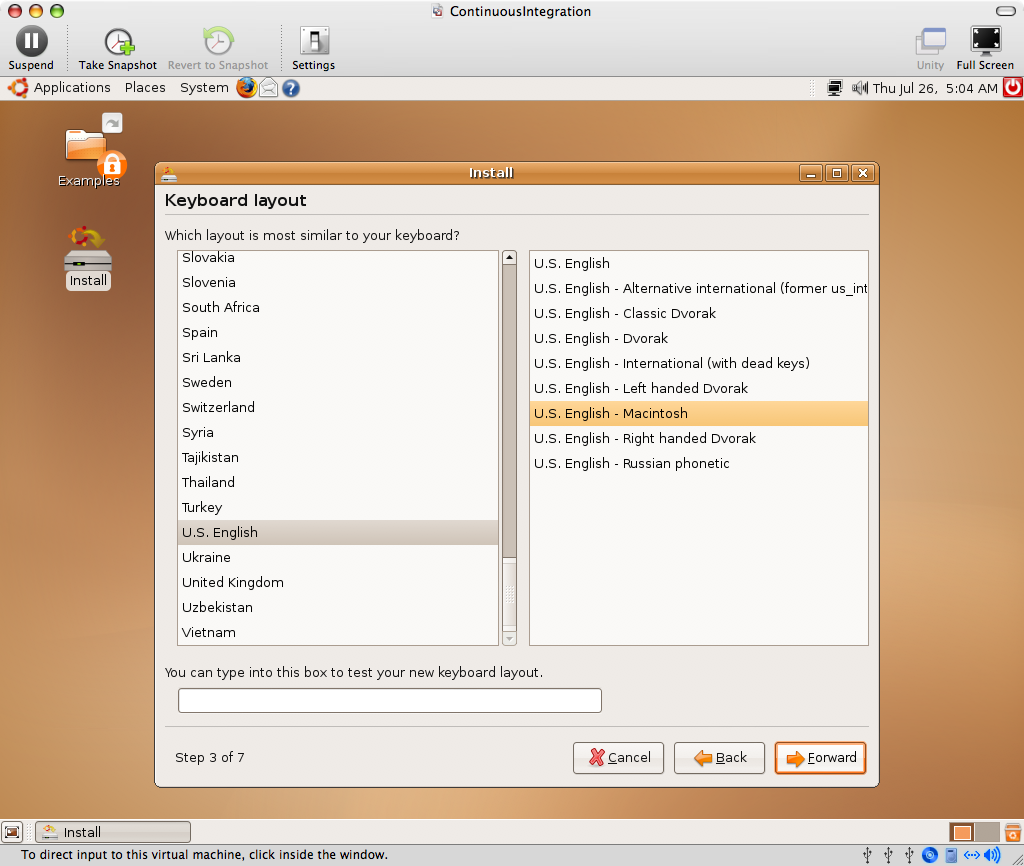 ContinuousIntegration
Suspend
Take Snapshot
Revert to Snapshot
Settings
Unity
Full Screen
Applications Places System
Thu Jul 26, 5:04 AM
Examples
Install
Install
Keyboard layout
Which layout is most similar to your keyboard?
Slovakia
Slovenia
South Africa
Spain
Sri Lanka
Sweden
Switzerland
Syria
Tajikistan
Thailand
Turkey
U.S. English
Ukraine
United Kingdom
Uzbekistan
Vietnam
U.S. English
U.S. English - Alternative international (former us_int
U.S. English - Classic Dvorak
U.S. English - Dvorak
U.S. English - International (with dead keys)
U.S. English - Left handed Dvorak
U.S. English - Macintosh
U.S. English - Right handed Dvorak
U.S. English - Russian phonetic
You can type into this box to test your new keyboard layout.
Step 3 of 7
Cancel
Back
Forward
Install
To direct input to this virtual machine, click inside the window.